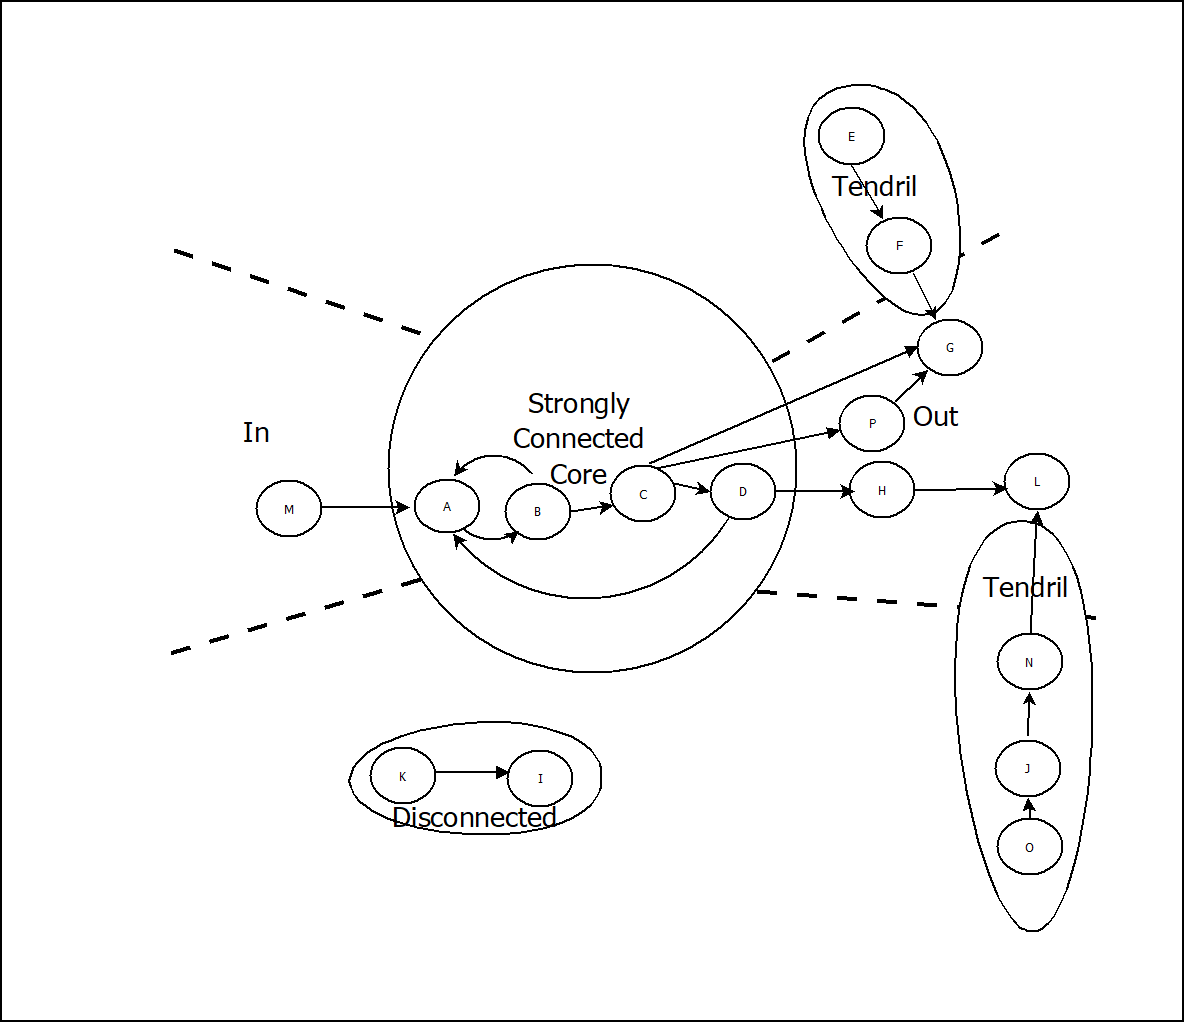 E
Tendril
F
G
Strongly
Connected
Core
In
P
Out
M
A
B
C
D
H
L
Tendril
N
J
O
K
I
Disconnected